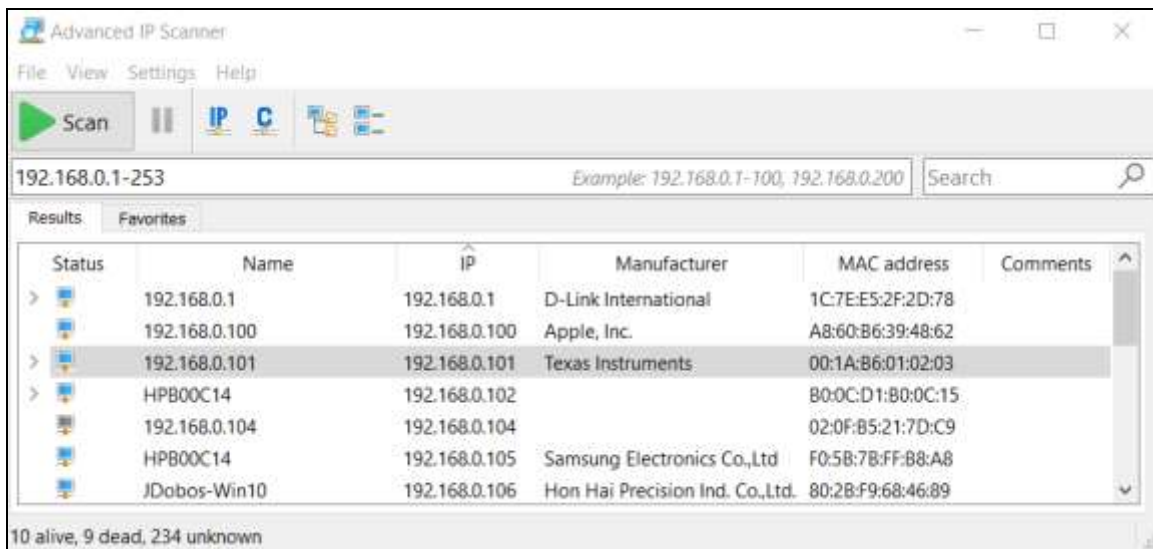 Advanced IP Scanner
File View Settings Help
Scan IP C
192.168.0.1-253 Example: 192.168.0.1-100, 192.168.0.200 Search
Results Favorites
Status Name IP Manufacturer MAC address Comments
192.168.0.1 192.168.0.1 D-Link International 1C:7E:E5:2F:2D:78
192.168.0.100 192.168.0.100 Apple, Inc. A8:60:B6:39:48:62
192.168.0.101 192.168.0.101 Texas Instruments 00:1A:B6:01:02:03
HPB00C14 192.168.0.102 B0:0C:D1:B0:0C:15
192.168.0.104 192.168.0.104 02:0F:B5:21:7D:C9
HPB00C14 192.168.0.105 Samsung Electronics Co.,Ltd F0:5B:7B:FF:B8:A8
JDobos-Win10 192.168.0.106 Hon Hai Precision Ind. Co.,Ltd. 80:2B:F9:68:46:89
10 alive, 9 dead, 234 unknown